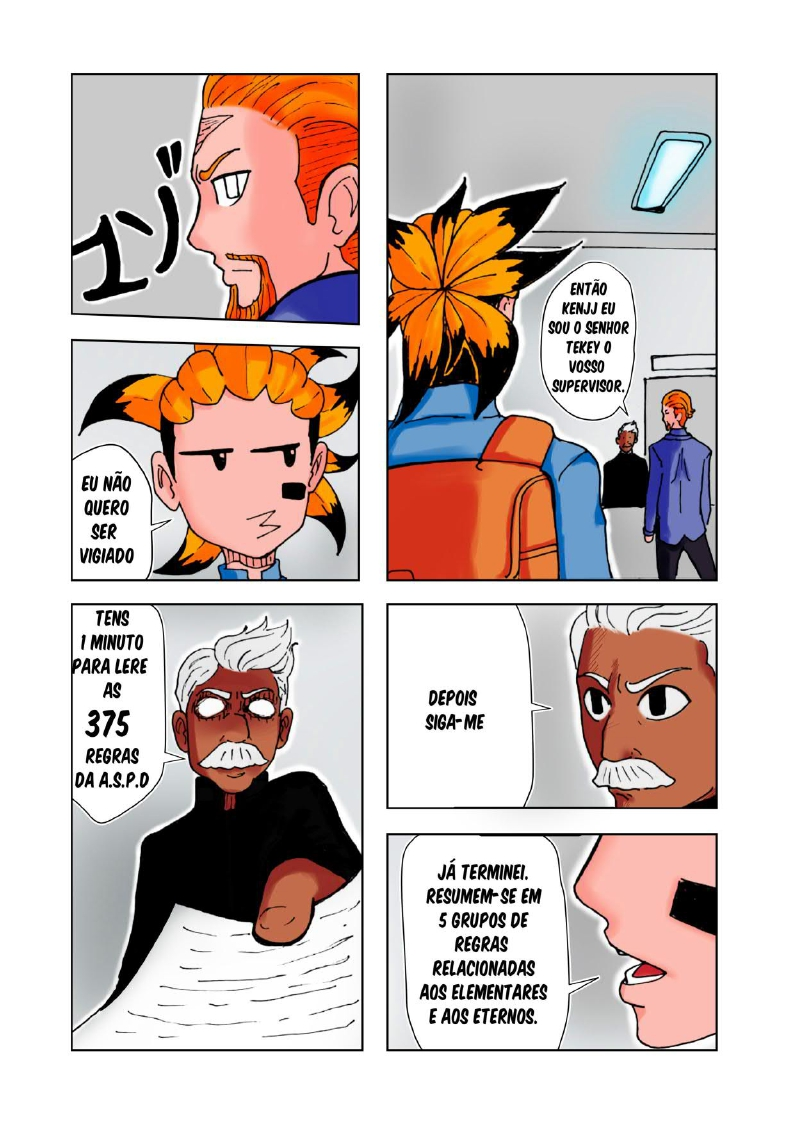 ユゾ
EU NÃO
QUERO
SER
VIGIADO
ENTÃO
KENJJ EU
SOU O SENHOR
TEKEY O
VOSSO
SUPERVISOR.
TENS
1 MINUTO
PARA LERE
AS
375
REGRAS
DA A.S.P.D
DEPOIS
SIGA-ME
JÁ TERMINEI.
RESUMEM-SE EM
5 GRUPOS DE
REGRAS
RELACIONADAS
AOS ELEMENTARES
E AOS ETERNOS.